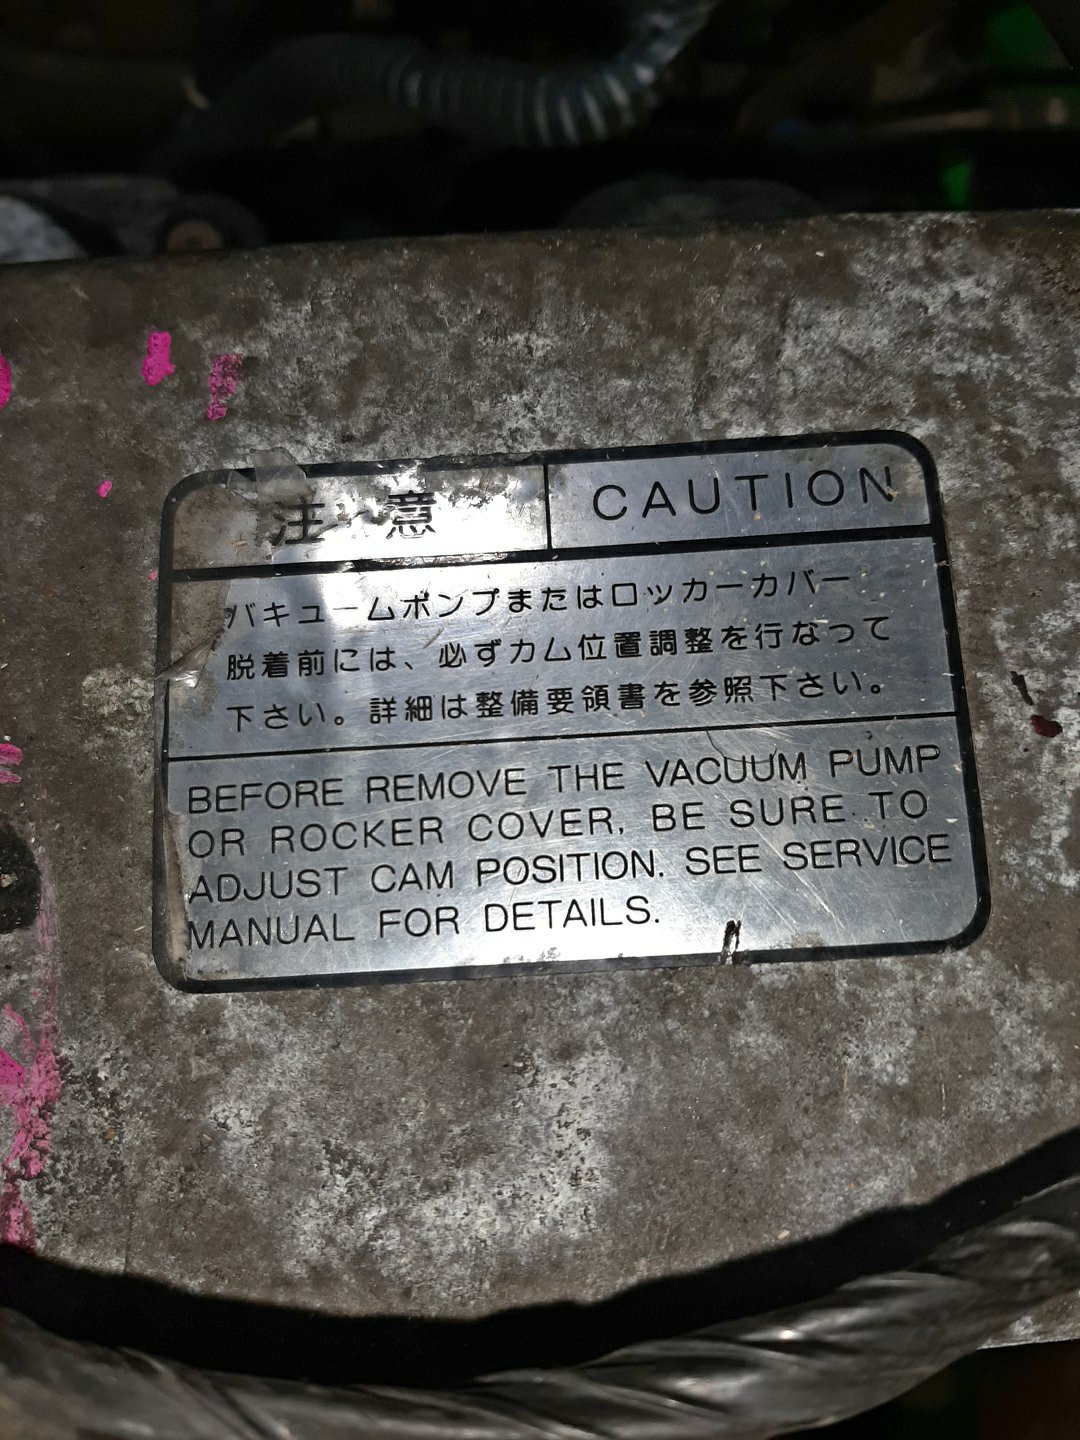 注意
CAUTION
バキュームポンプまたはロッカーカバー
脱着前には、必ずカム位置調整を行なって
下さい。詳細は整備要領書を参照下さい。
BEFORE REMOVE THE VACUUM PUMP
OR ROCKER COVER, BE SURE TO
ADJUST CAM POSITION. SEE SERVICE
MANUAL FOR DETAILS.